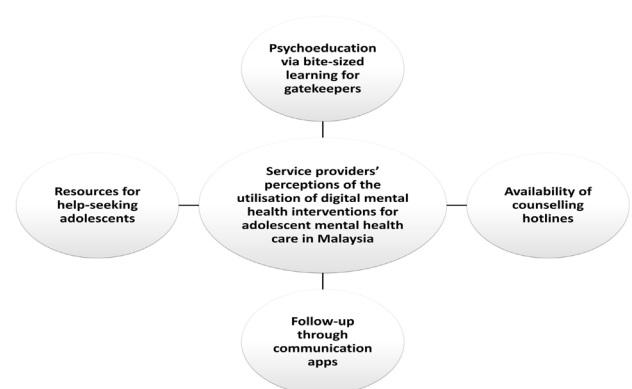 Psychoeducation
via bite-sized
learning for
gatekeepers
Resources for
help-seeking
adolescents
Service providers'
perceptions of the
utilisation of digital mental
health interventions for
adolescent mental health
care in Malaysia
Availability of
counselling
hotlines
Follow-up
through
communication
apps